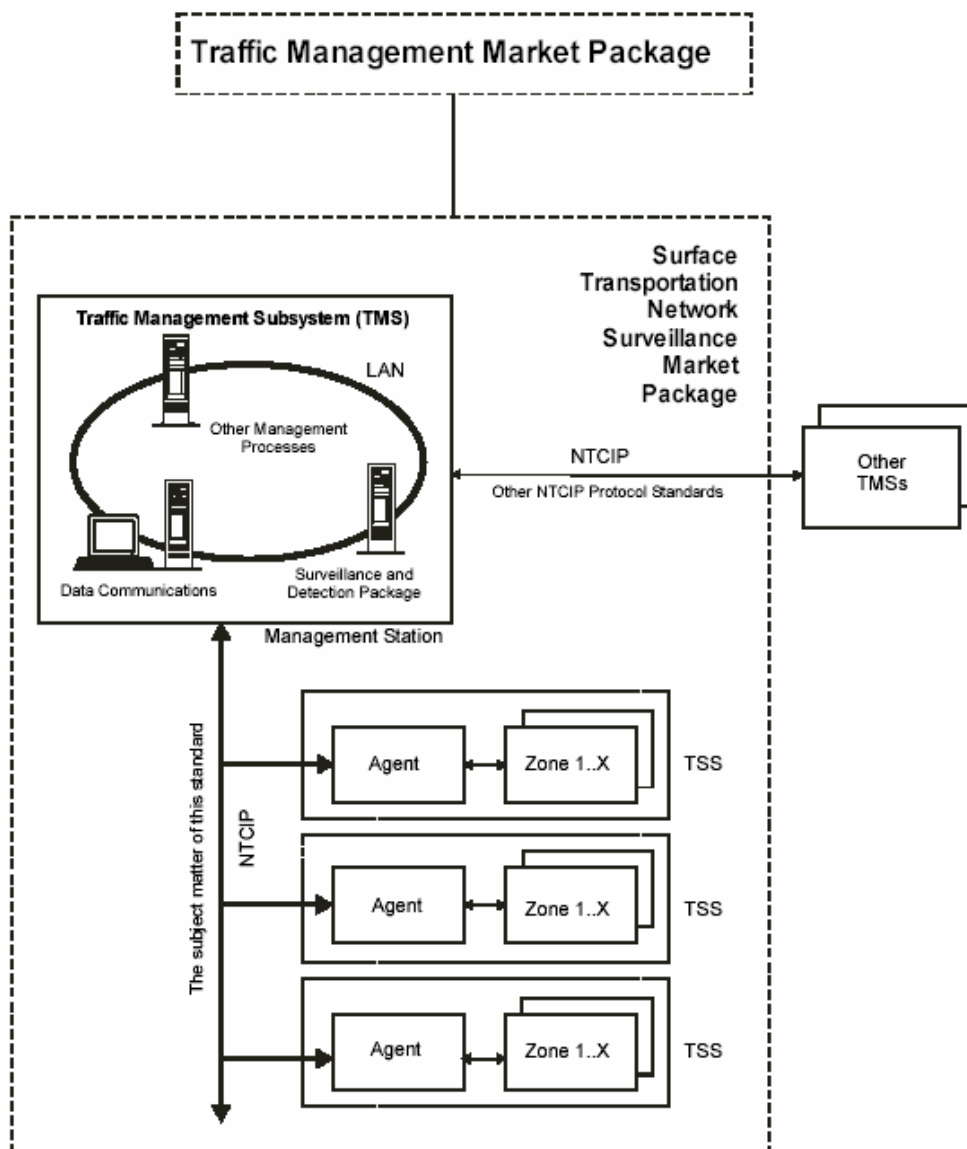 Traffic Management Market Package
Surface
Transportation
Network
Surveillance
Market
Package
Traffic Management Subsystem (TMS)
LAN
Other Management
Processes
Data Communications
Surveillance and
Detection Package
Management Station
NTCIP
Other NTCIP Protocol Standards
Other
TMSs
The subject matter of this standard
NTCIP
Agent
Zone 1..X
TSS
Agent
Zone 1..X
TSS
Agent
Zone 1..X
TSS